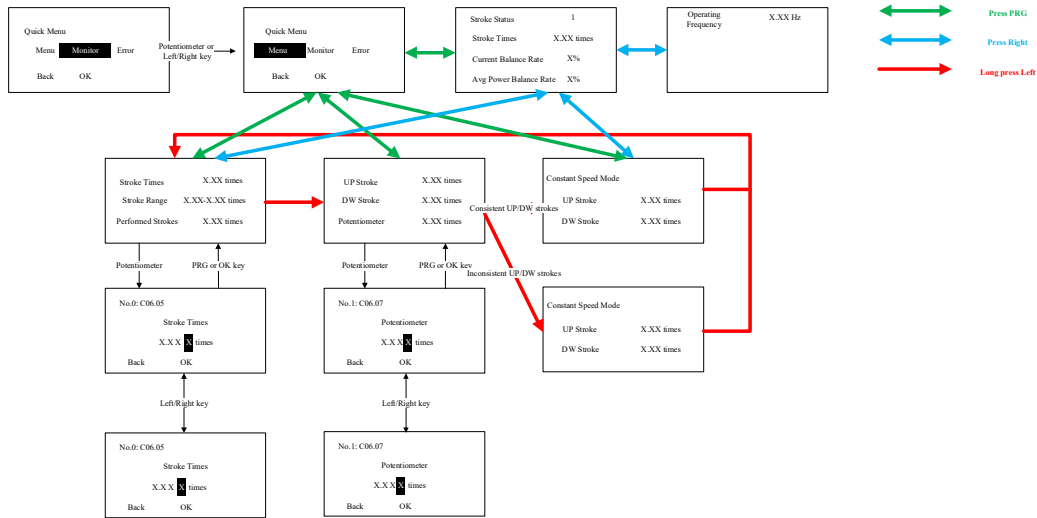 Quick Menu
Menu Monitor Error
Back OK
Potentiometer or
Left/Right key
Quick Menu
Menu Monitor Error
Back OK
Stroke Status 1
Stroke Times X.XX times
Current Balance Rate X%
Avg Power Balance Rate X%
Operating
Frequency X.XX Hz
Press PRG
Press Right
Long press Left
Stroke Times X.XX times
Stroke Range X.XX-X.XX times
Performed Strokes X.XX times
UP Stroke X.XX times
DW Stroke X.XX times
Potentiometer X.XX times
Consistent UP/DW strokes
Constant Speed Mode
UP Stroke X.XX times
DW Stroke X.XX times
Potentiometer
PRG or OK key
Potentiometer
PRG or OK key
Inconsistent UP/DW strokes
No.0: C06.05
Stroke Times
X.X X X times
Back OK
No.1: C06.07
Potentiometer
X.X X X times
Back OK
Constant Speed Mode
UP Stroke X.XX times
DW Stroke X.XX times
Left/Right key
Left/Right key
No.0: C06.05
Stroke Times
X.X X X times
Back OK
No.1: C06.07
Potentiometer
X.X X X times
Back OK